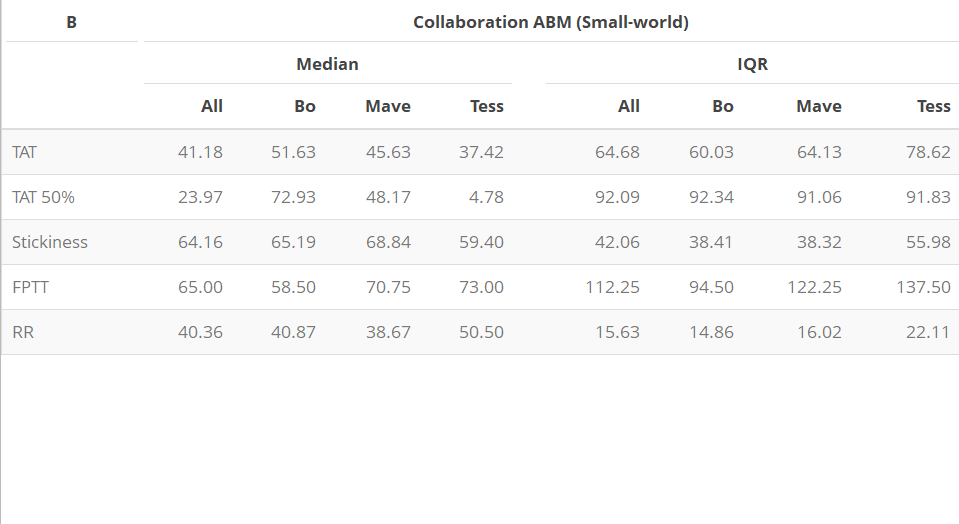 B Collaboration ABM (Small-world)
Median IQR
All Bo Mave Tess All Bo Mave Tess
TAT 41.18 51.63 45.63 37.42 64.68 60.03 64.13 78.62
TAT 50% 23.97 72.93 48.17 4.78 92.09 92.34 91.06 91.83
Stickiness 64.16 65.19 68.84 59.40 42.06 38.41 38.32 55.98
FPTT 65.00 58.50 70.75 73.00 112.25 94.50 122.25 137.50
RR 40.36 40.87 38.67 50.50 15.63 14.86 16.02 22.11